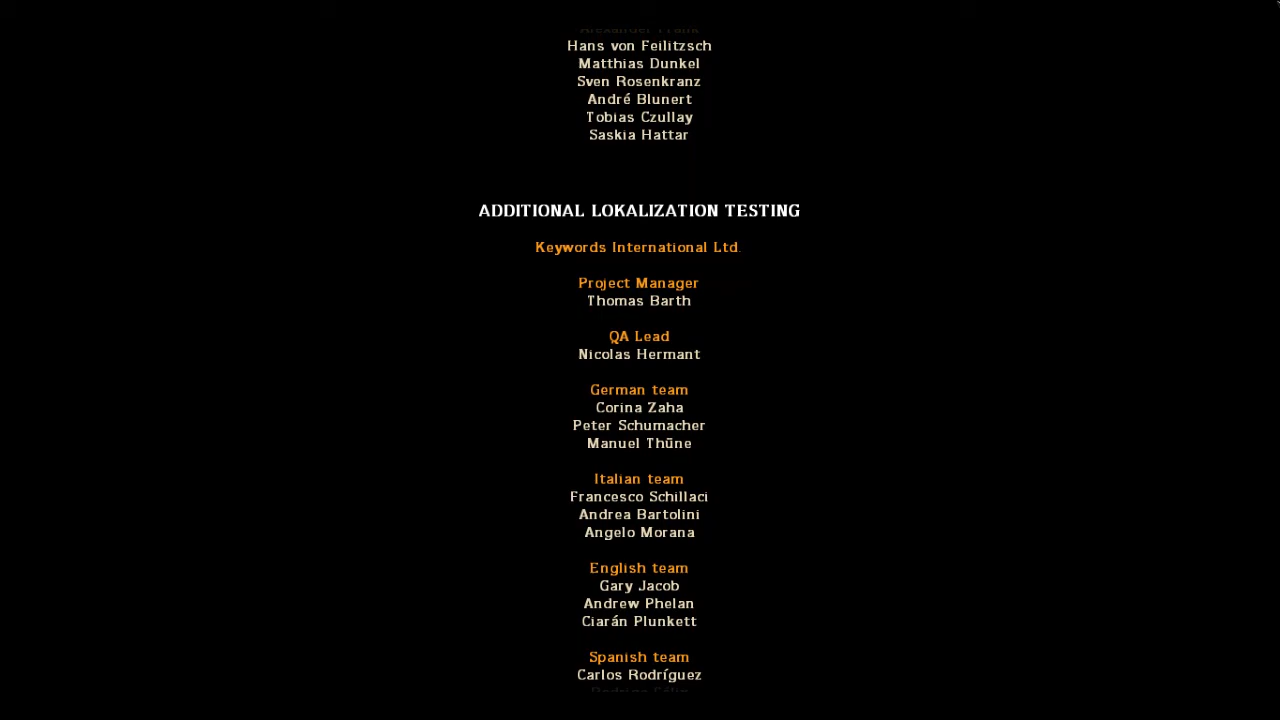 Hans von Feilitzsch
Matthias Dunkel
Sven Rosenkranz
André Blunert
Tobias Czullay
Saskia Hattar
ADDITIONAL LOKALIZATION TESTING
Keywords International Ltd.
Project Manager
Thomas Barth
QA Lead
Nicolas Hermant
German team
Corina Zaha
Peter Schumacher
Manuel Thüne
Italian team
Francesco Schillaci
Andrea Bartolini
Angelo Morana
English team
Gary Jacob
Andrew Phelan
Ciarán Plunkett
Spanish team
Carlos Rodríguez